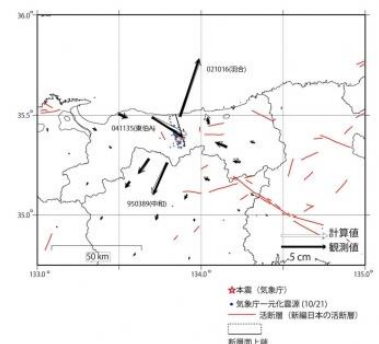 36.0°
021016(羽合)
35.5°
041135(東伯A)
950389(中和)
35.0°
計算値
観測値
50 km
5 cm
133.0°
134.0°
135.0°
本震（気象庁）
気象庁一元化震源 (10/21)
活断層（新編日本の活断層）
断層面上端